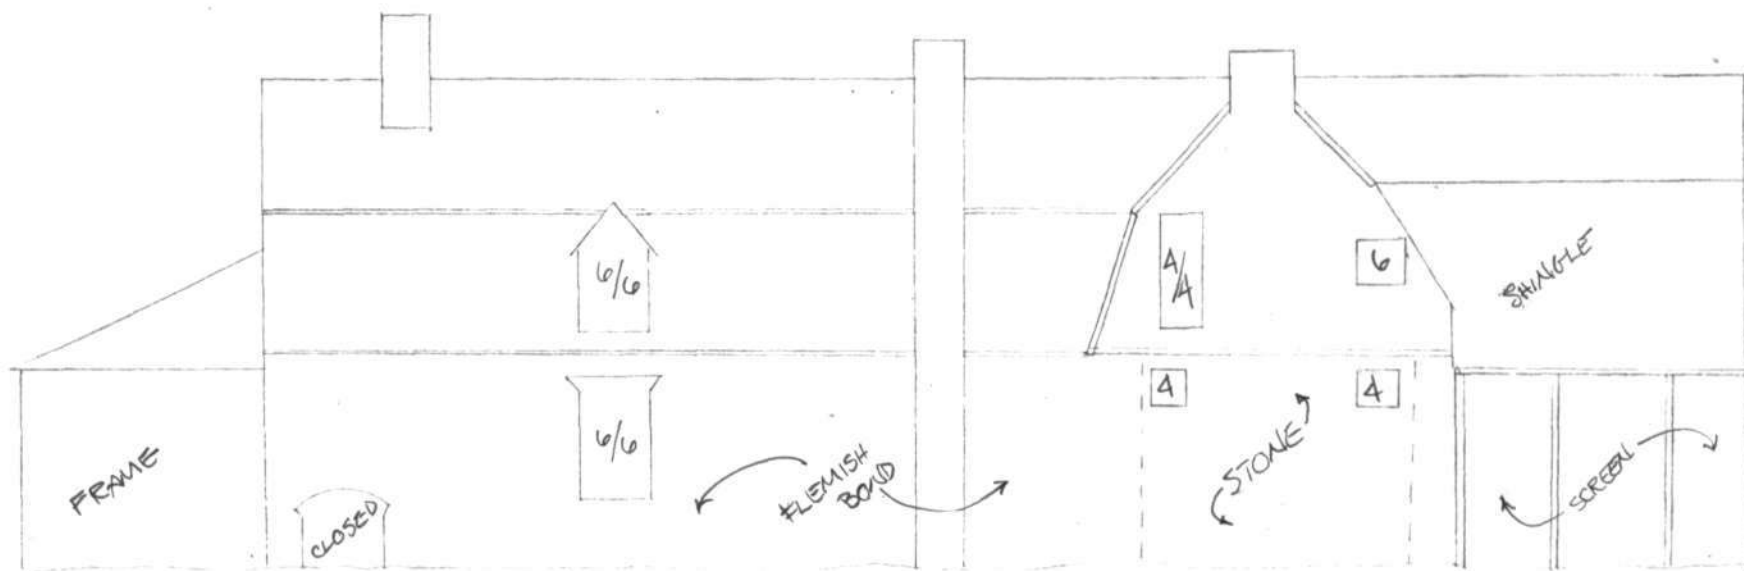 6/6
4/4
6
SHINGLE
6/6
4
4
FRAME
CLOSED
FLEMISH
BOND
STONE
SCREEN